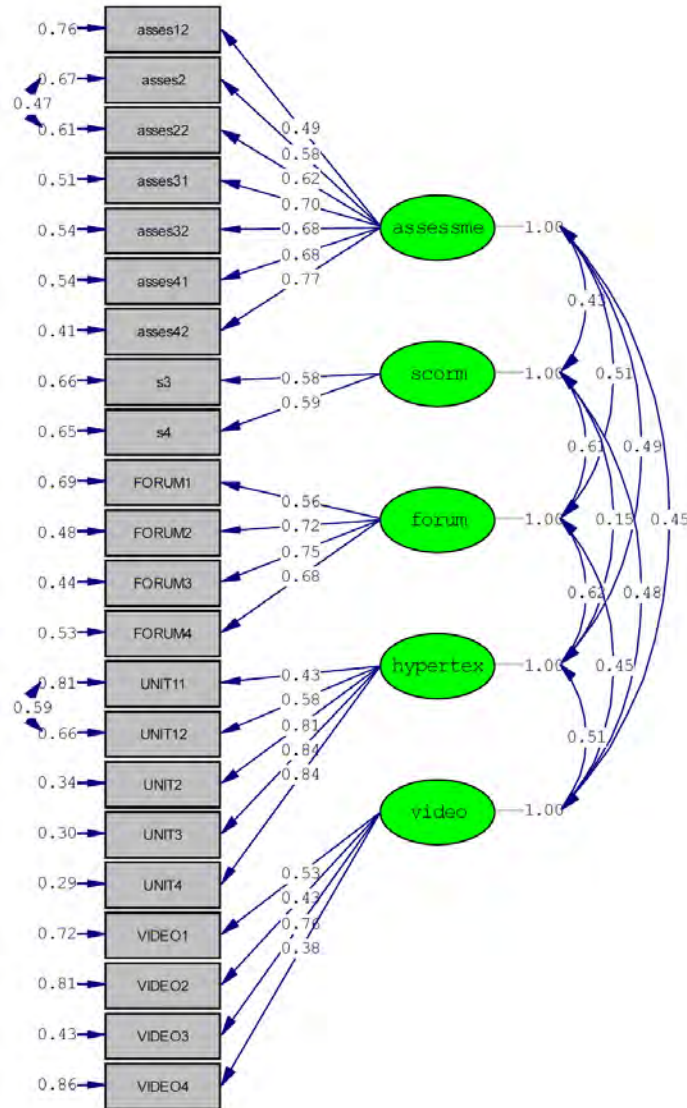 0.76 asses12
0.67 asses2
0.47
0.61 asses22
0.51 asses31
0.54 asses32
0.54 asses41
0.41 asses42
0.66 s3
0.65 s4
0.69 FORUM1
0.48 FORUM2
0.44 FORUM3
0.53 FORUM4
0.81 UNIT11
0.59
0.66 UNIT12
0.34 UNIT2
0.30 UNIT3
0.29 UNIT4
0.72 VIDEO1
0.81 VIDEO2
0.43 VIDEO3
0.86 VIDEO4
0.49
0.58
0.62
0.70
0.68
0.68
0.77
0.58
0.59
0.56
0.72
0.75
0.68
0.43
0.58
0.81
0.84
0.84
0.53
0.43
0.76
0.38
assessme 1.00
scorm 1.00
forum 1.00
hypertex 1.00
video 1.00
0.51
0.49
0.15
0.45
0.48
0.62
0.45
0.51